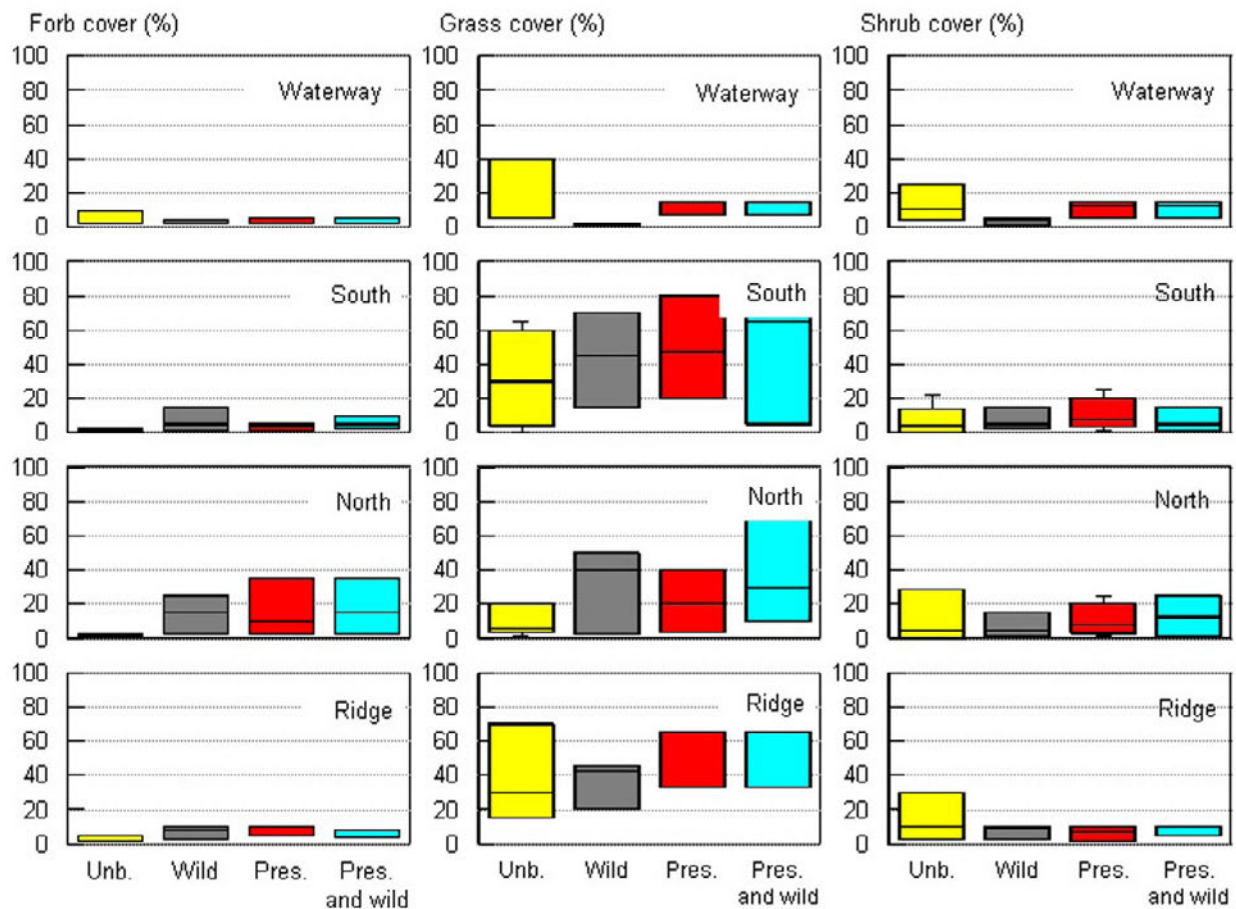 Forb cover (%) Grass cover (%) Shrub cover (%)
100 100 100
Waterway Waterway Waterway
80 80 80
60 60 60
40 40 40
20 20 20
0 0 0
100 100 100
South South South
80 80 80
60 60 60
40 40 40
20 20 20
0 0 0
100 100 100
North North North
80 80 80
60 60 60
40 40 40
20 20 20
0 0 0
100 100 100
Ridge Ridge Ridge
80 80 80
60 60 60
40 40 40
20 20 20
0 0 0
Unb. Wild Pres. Pres. Unb. Wild Pres. Pres. Unb. Wild Pres. Pres.
and wild and wild and wild